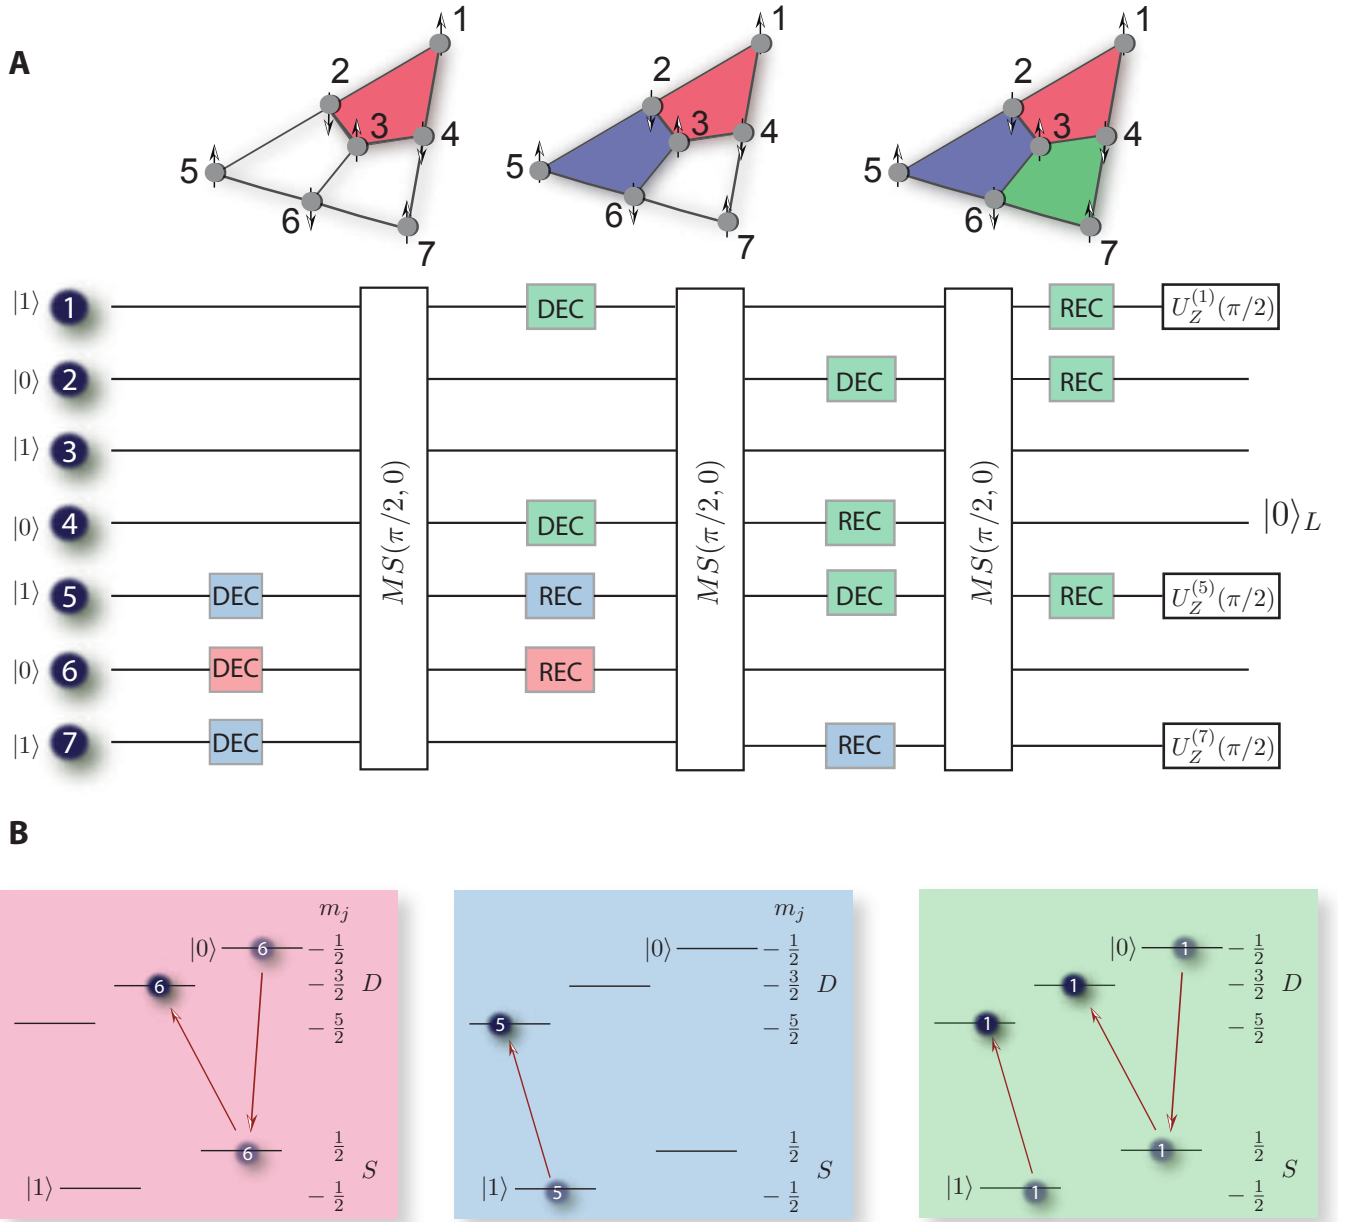 A
1
2
3
4
5
6
7
1
2
3
4
5
6
7
1
2
3
4
5
6
7
|1⟩ 1 DEC REC U_Z^{(1)}(π/2)
|0⟩ 2 DEC REC
|1⟩ 3
MS(π/2, 0) MS(π/2, 0) MS(π/2, 0)
|0⟩ 4 DEC REC |0⟩_L
|1⟩ 5 DEC REC DEC REC U_Z^{(5)}(π/2)
|0⟩ 6 DEC REC
|1⟩ 7 DEC REC U_Z^{(7)}(π/2)
B
m_j
|0⟩ 6 − 1/2
6 − 3/2 D
− 5/2
6 1/2
S
|1⟩ − 1/2
m_j
|0⟩ − 1/2
− 3/2 D
5 − 5/2
1/2
S
|1⟩ 5 − 1/2
|0⟩ 1 − 1/2
1 − 3/2 D
1 − 5/2
1 1/2
S
|1⟩ 1 − 1/2